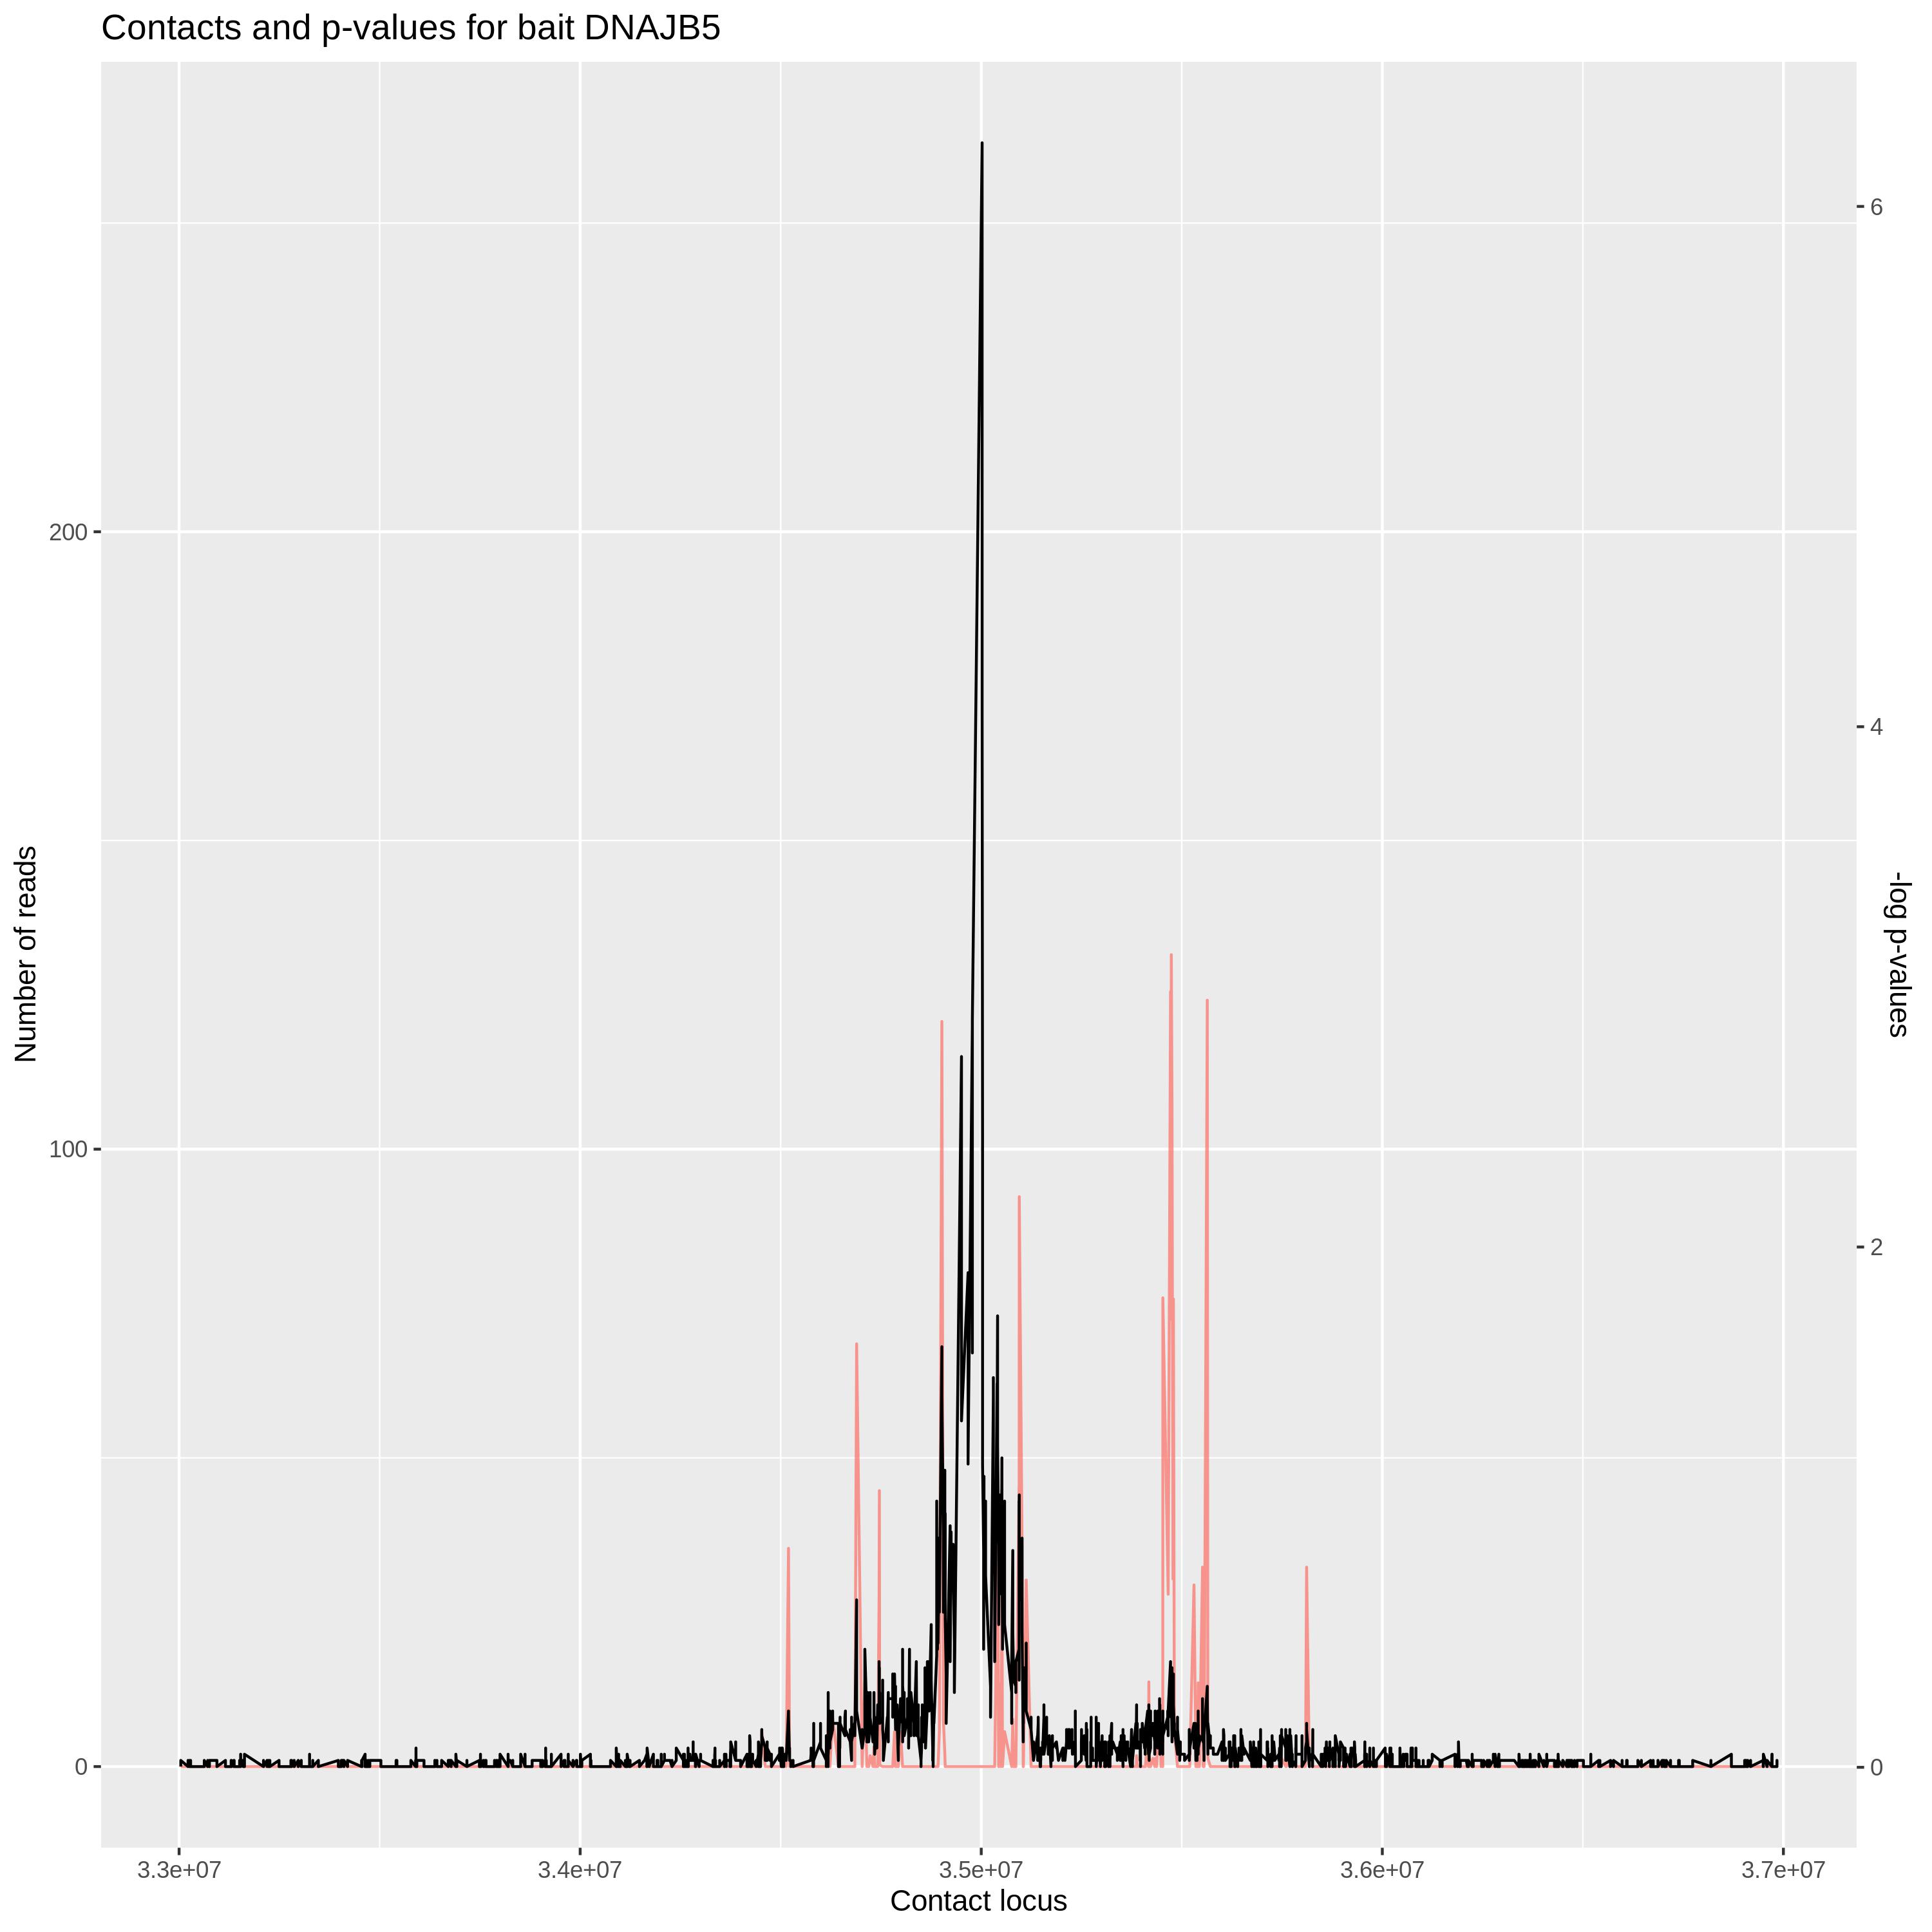 Contacts and p-values for bait DNAJB5
Number of reads
200
100
0
6
4
2
0
-log p-values
3.3e+07
3.4e+07
3.5e+07
3.6e+07
3.7e+07
Contact locus